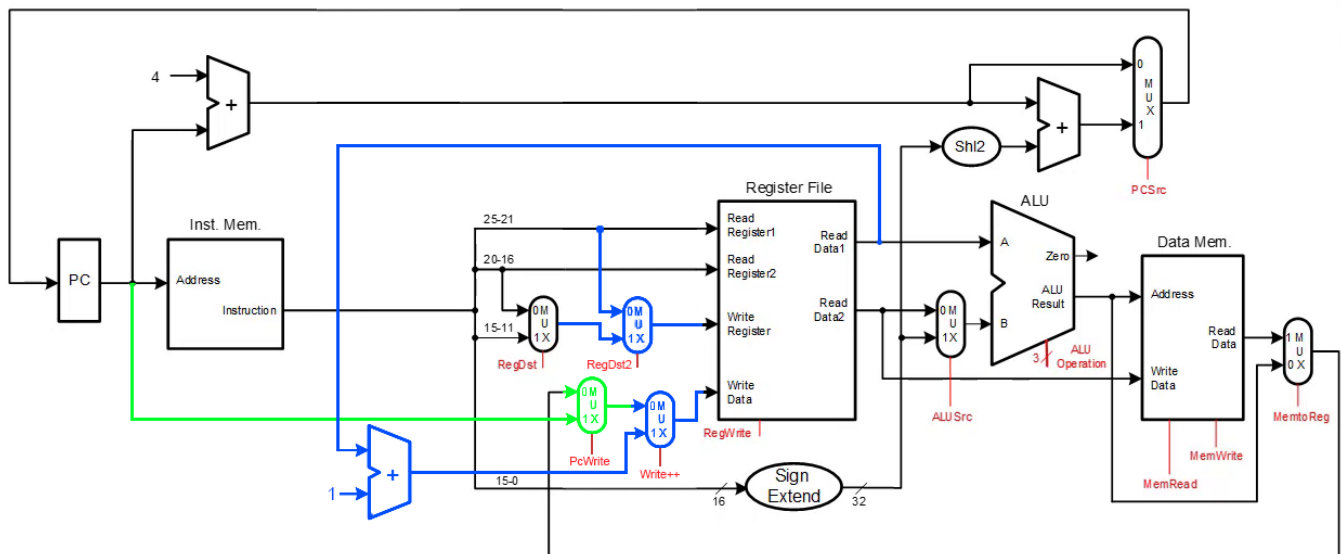 4
+
PC
Inst. Mem.
Address
Instruction
25-21
20-16
15-11
0 M
U
1 X
RegDst
0 M
U
1 X
RegDst2
0 M
U
1 X
PcWrite
0 M
U
1 X
Write++
1
+
15-0
16
Sign
Extend
32
Register File
Read
Register1
Read
Register2
Write
Register
Write
Data
Read
Data1
Read
Data2
RegWrite
Shl2
+
0
M
U
X
1
PCSrc
0 M
U
1 X
ALUSrc
ALU
A
B
Zero
ALU
Result
3
ALU
Operation
Data Mem.
Address
Read
Data
Write
Data
MemWrite
MemRead
1 M
U
0 X
MemtoReg